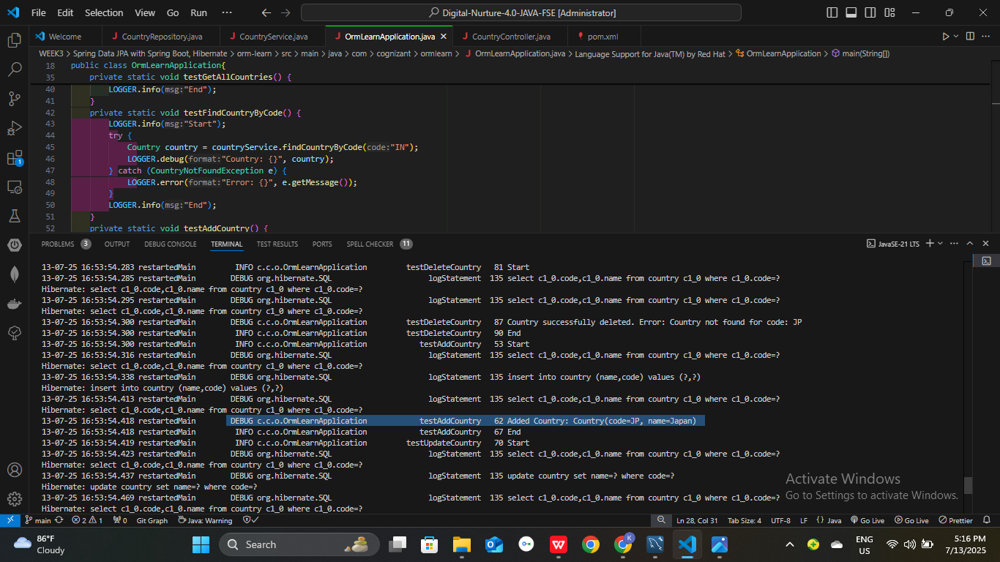 File Edit Selection View Go Run ··· Digital-Nurture-4.0-JAVA-FSE [Administrator]
Welcome CountryRepository.java CountryService.java OrmLearnApplication.java CountryController.java pom.xml
WEEK3 > Spring Data JPA with Spring Boot, Hibernate > orm-learn > src > main > java > com > cognizant > ormlearn > OrmLearnApplication.java > Language Support for Java(TM) by Red Hat > OrmLearnApplication > main(String[])
18 public class OrmLearnApplication{
35 private static void testGetAllCountries() {
40 LOGGER.info(msg:"End");
41 }
42 private static void testFindCountryByCode() {
43 LOGGER.info(msg:"Start");
44 try {
45 Country country = countryService.findCountryByCode(code:"IN");
46 LOGGER.debug(format:"Country: {}", country);
47 } catch (CountryNotFoundException e) {
48 LOGGER.error(format:"Error: {}", e.getMessage());
49 }
50 LOGGER.info(msg:"End");
51 }
52 private static void testAddCountry() {
PROBLEMS 3 OUTPUT DEBUG CONSOLE TERMINAL TEST RESULTS PORTS SPELL CHECKER 11 JavaSE-21 LTS
13-07-25 16:53:54.283 restartedMain INFO c.c.o.OrmLearnApplication testDeleteCountry 81 Start
13-07-25 16:53:54.285 restartedMain DEBUG org.hibernate.SQL logStatement 135 select c1_0.code,c1_0.name from country c1_0 where c1_0.code=?
Hibernate: select c1_0.code,c1_0.name from country c1_0 where c1_0.code=?
13-07-25 16:53:54.295 restartedMain DEBUG org.hibernate.SQL logStatement 135 select c1_0.code,c1_0.name from country c1_0 where c1_0.code=?
Hibernate: select c1_0.code,c1_0.name from country c1_0 where c1_0.code=?
13-07-25 16:53:54.300 restartedMain DEBUG c.c.o.OrmLearnApplication testDeleteCountry 87 Country successfully deleted. Error: Country not found for code: JP
13-07-25 16:53:54.300 restartedMain INFO c.c.o.OrmLearnApplication testDeleteCountry 90 End
13-07-25 16:53:54.300 restartedMain INFO c.c.o.OrmLearnApplication testAddCountry 53 Start
13-07-25 16:53:54.316 restartedMain DEBUG org.hibernate.SQL logStatement 135 select c1_0.code,c1_0.name from country c1_0 where c1_0.code=?
Hibernate: select c1_0.code,c1_0.name from country c1_0 where c1_0.code=?
13-07-25 16:53:54.338 restartedMain DEBUG org.hibernate.SQL logStatement 135 insert into country (name,code) values (?,?)
Hibernate: insert into country (name,code) values (?,?)
13-07-25 16:53:54.413 restartedMain DEBUG org.hibernate.SQL logStatement 135 select c1_0.code,c1_0.name from country c1_0 where c1_0.code=?
Hibernate: select c1_0.code,c1_0.name from country c1_0 where c1_0.code=?
13-07-25 16:53:54.418 restartedMain DEBUG c.c.o.OrmLearnApplication testAddCountry 62 Added Country: Country(code=JP, name=Japan)
13-07-25 16:53:54.418 restartedMain INFO c.c.o.OrmLearnApplication testAddCountry 67 End
13-07-25 16:53:54.419 restartedMain INFO c.c.o.OrmLearnApplication testUpdateCountry 70 Start
13-07-25 16:53:54.423 restartedMain DEBUG org.hibernate.SQL logStatement 135 select c1_0.code,c1_0.name from country c1_0 where c1_0.code=?
Hibernate: select c1_0.code,c1_0.name from country c1_0 where c1_0.code=?
13-07-25 16:53:54.437 restartedMain DEBUG org.hibernate.SQL logStatement 135 update country set name=? where code=?
Hibernate: update country set name=? where code=?
13-07-25 16:53:54.469 restartedMain DEBUG org.hibernate.SQL logStatement 135 select c1_0.code,c1_0.name from country c1_0 where c1_0.code=?
Hibernate: select c1_0.code,c1_0.name from country c1_0 where c1_0.code=?
Activate Windows
Go to Settings to activate Windows.
main 2 1 0 Git Graph Java: Warning Ln 28, Col 31 Tab Size: 4 UTF-8 LF {} Java Go Live Go Live Prettier
86°F
Cloudy
Search
ENG
US
5:16 PM
7/13/2025